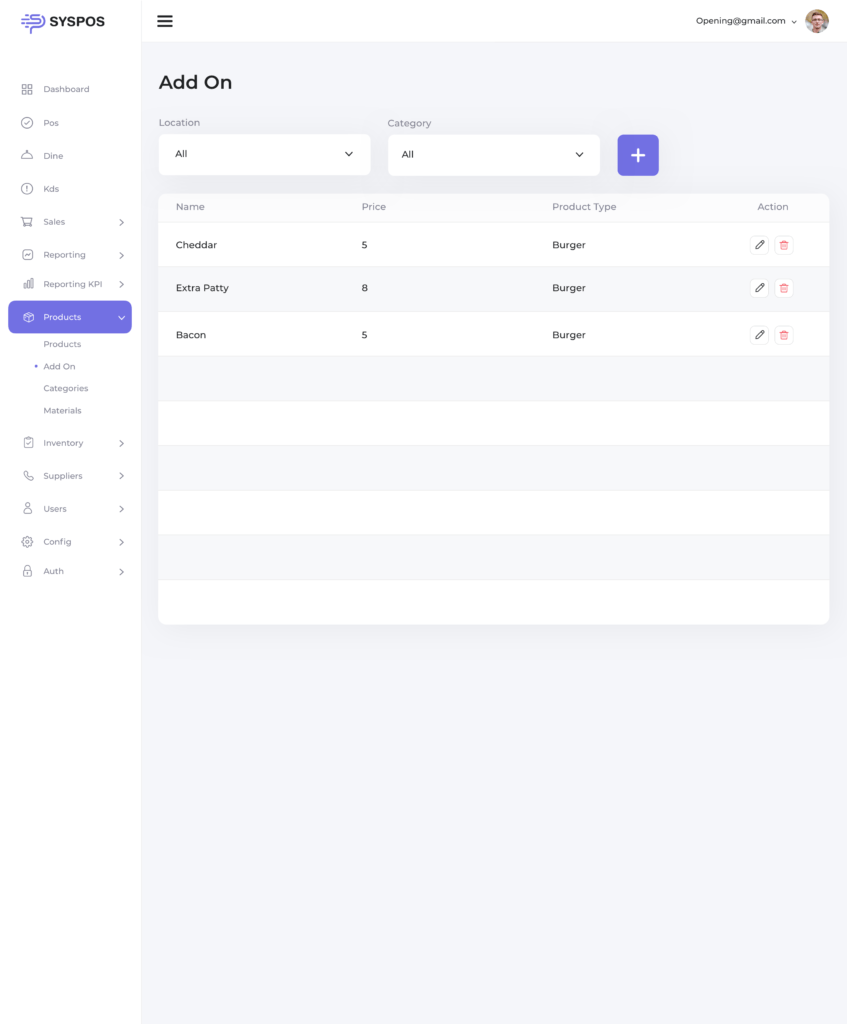 SYSPOS
Opening@gmail.com
Dashboard
Pos
Dine
Kds
Sales
Reporting
Reporting KPI
Products
Products
Add On
Categories
Materials
Inventory
Suppliers
Users
Config
Auth
Add On
Location
Category
All
All
Name Price Product Type Action
Cheddar 5 Burger
Extra Patty 8 Burger
Bacon 5 Burger